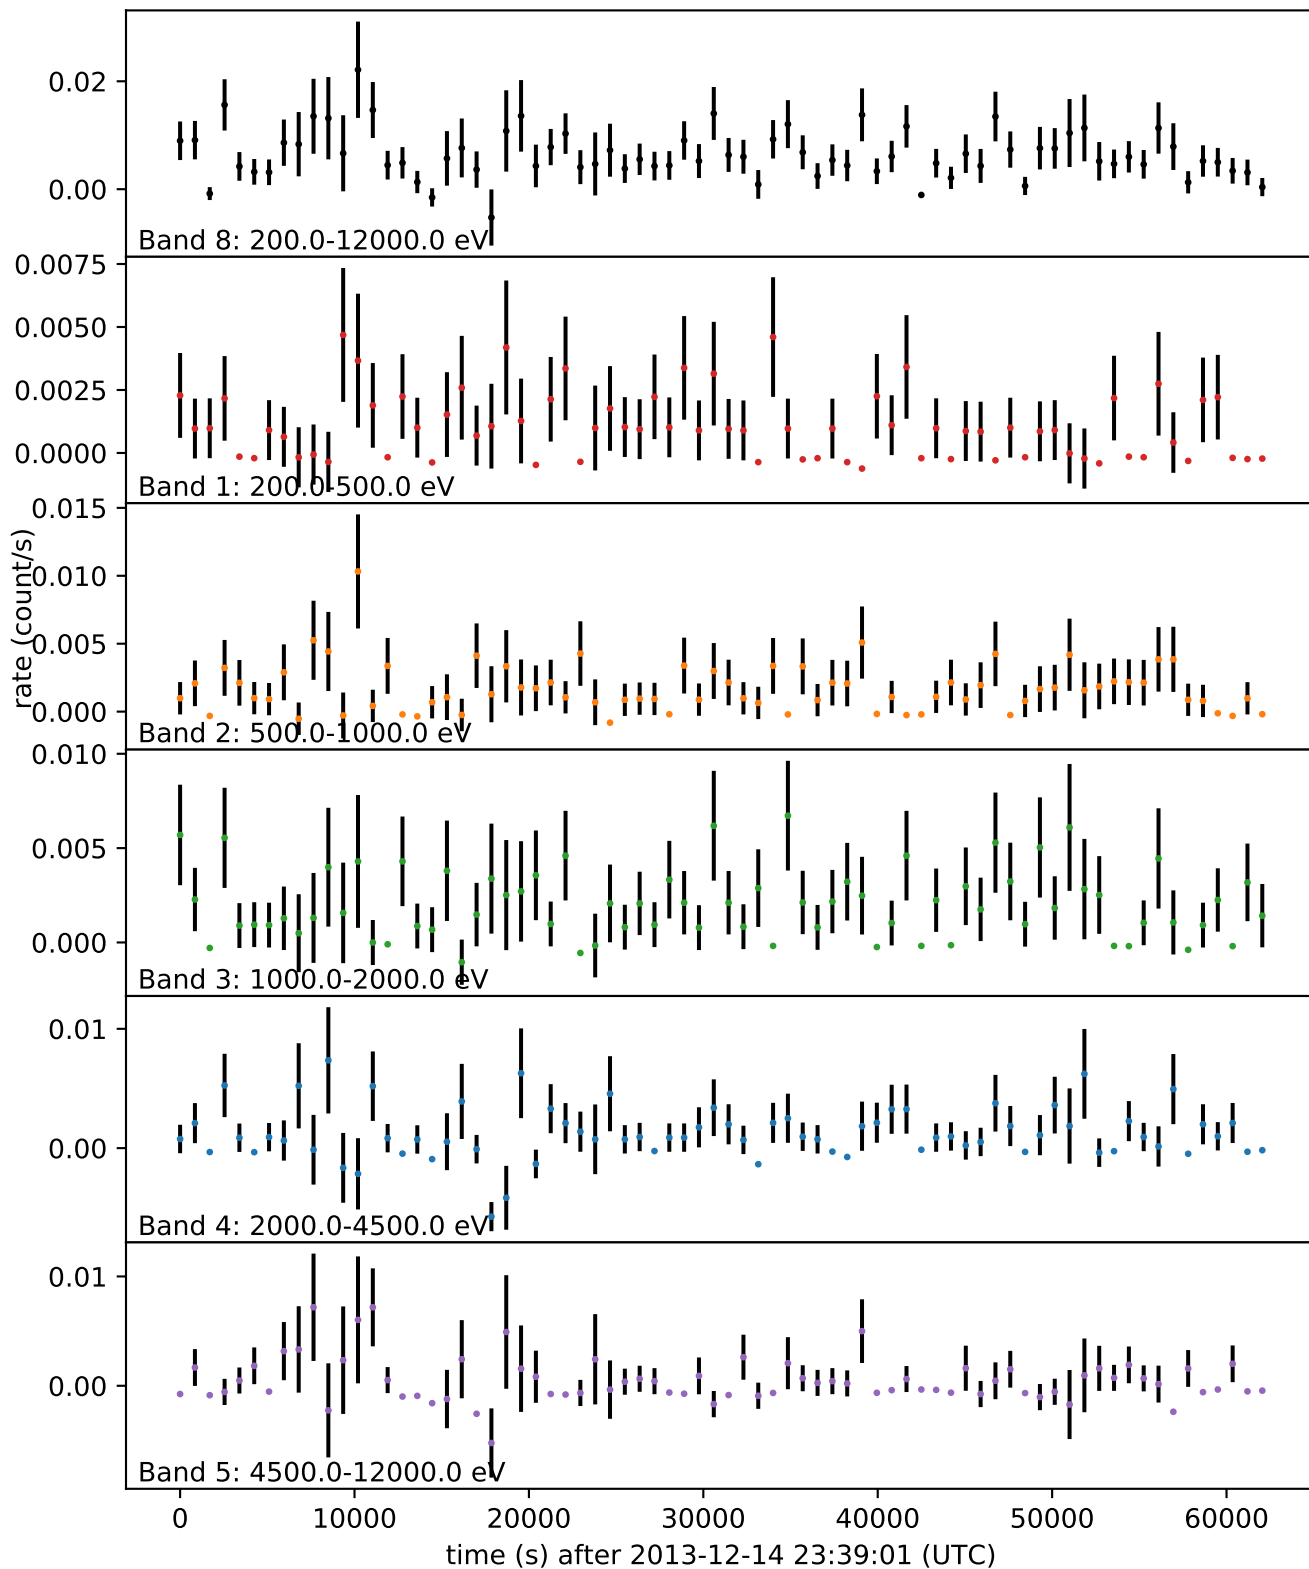 0.02
0.00
Band 8: 200.0-12000.0 eV
0.0075
0.0050
0.0025
0.0000
Band 1: 200.0-500.0 eV
0.015
0.010
0.005
0.000
rate (count/s)
Band 2: 500.0-1000.0 eV
0.010
0.005
0.000
Band 3: 1000.0-2000.0 eV
0.01
0.00
Band 4: 2000.0-4500.0 eV
0.01
0.00
Band 5: 4500.0-12000.0 eV
0 10000 20000 30000 40000 50000 60000
time (s) after 2013-12-14 23:39:01 (UTC)